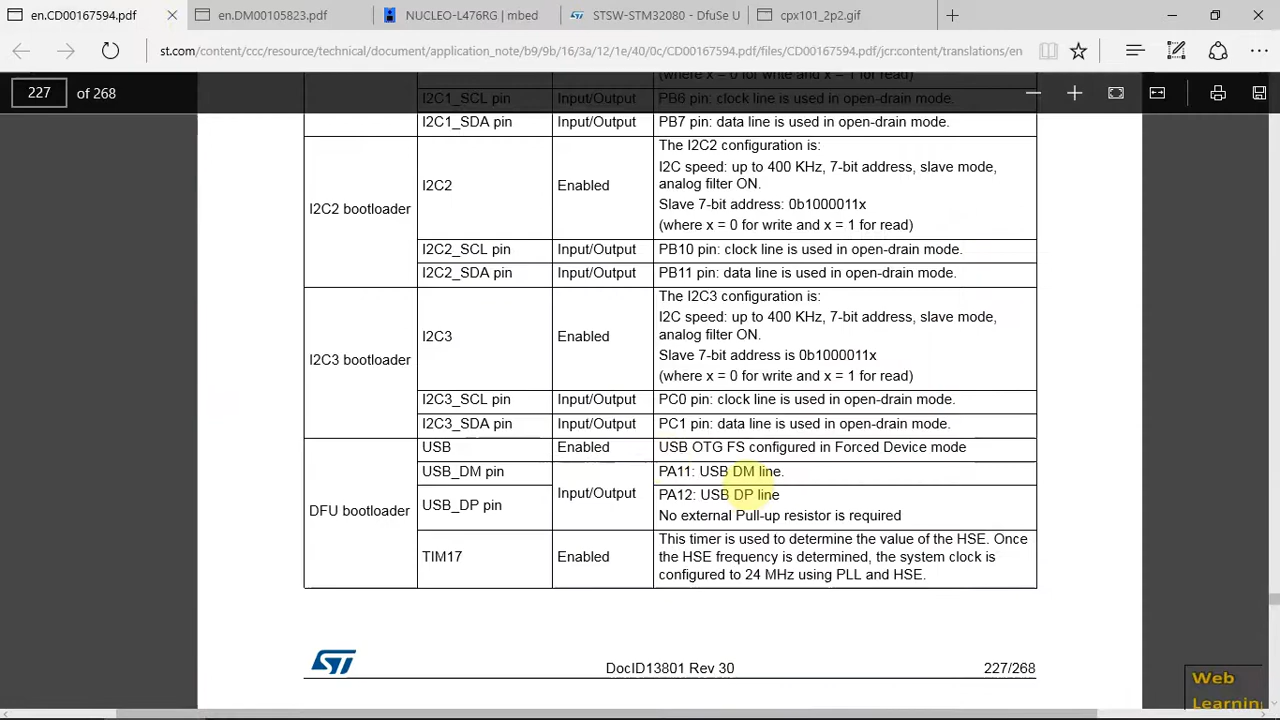 en.CD00167594.pdf
en.DM00105823.pdf
NUCLEO-L476RG | mbed
STSW-STM32080 - DfuSe U
cpx101_2p2.gif
st.com/content/ccc/resource/technical/document/application_note/b9/9b/16/3a/12/1e/40/0c/CD00167594.pdf/files/CD00167594.pdf/jcr:content/translations/en
227 of 268
(where x = 0 for write and x = 1 for read)
I2C1_SCL pin Input/Output PB6 pin: clock line is used in open-drain mode.
I2C1_SDA pin Input/Output PB7 pin: data line is used in open-drain mode.
The I2C2 configuration is:
I2C speed: up to 400 KHz, 7-bit address, slave mode,
analog filter ON.
I2C2 bootloader I2C2 Enabled
Slave 7-bit address: 0b1000011x
(where x = 0 for write and x = 1 for read)
I2C2_SCL pin Input/Output PB10 pin: clock line is used in open-drain mode.
I2C2_SDA pin Input/Output PB11 pin: data line is used in open-drain mode.
The I2C3 configuration is:
I2C speed: up to 400 KHz, 7-bit address, slave mode,
analog filter ON.
I2C3 bootloader I2C3 Enabled
Slave 7-bit address is 0b1000011x
(where x = 0 for write and x = 1 for read)
I2C3_SCL pin Input/Output PC0 pin: clock line is used in open-drain mode.
I2C3_SDA pin Input/Output PC1 pin: data line is used in open-drain mode.
USB Enabled USB OTG FS configured in Forced Device mode
USB_DM pin Input/Output PA11: USB DM line.
DFU bootloader USB_DP pin PA12: USB DP line
No external Pull-up resistor is required
This timer is used to determine the value of the HSE. Once
TIM17 Enabled the HSE frequency is determined, the system clock is
configured to 24 MHz using PLL and HSE.
ST
DocID13801 Rev 30
227/268
Web
Learning